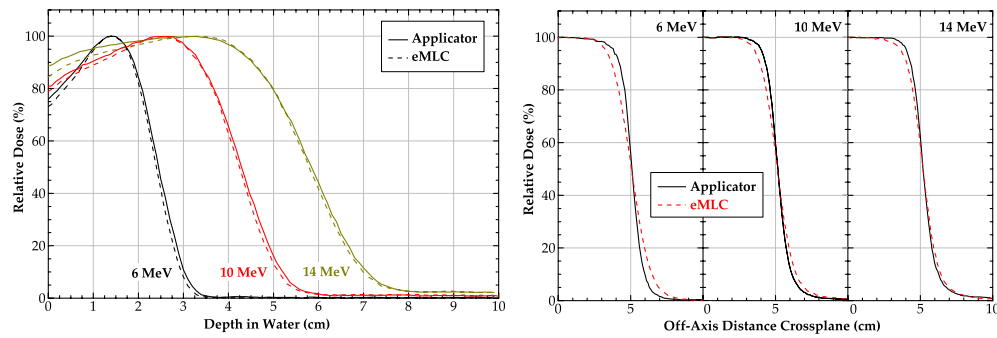 Relative Dose (%)
100
80
60
40
20
0
0 1 2 3 4 5 6 7 8 9 10
Depth in Water (cm)
Applicator
eMLC
6 MeV
10 MeV
14 MeV
Relative Dose (%)
100
80
60
40
20
0
6 MeV
10 MeV
14 MeV
Applicator
eMLC
5 0 5 0 5 10
Off-Axis Distance Crossplane (cm)